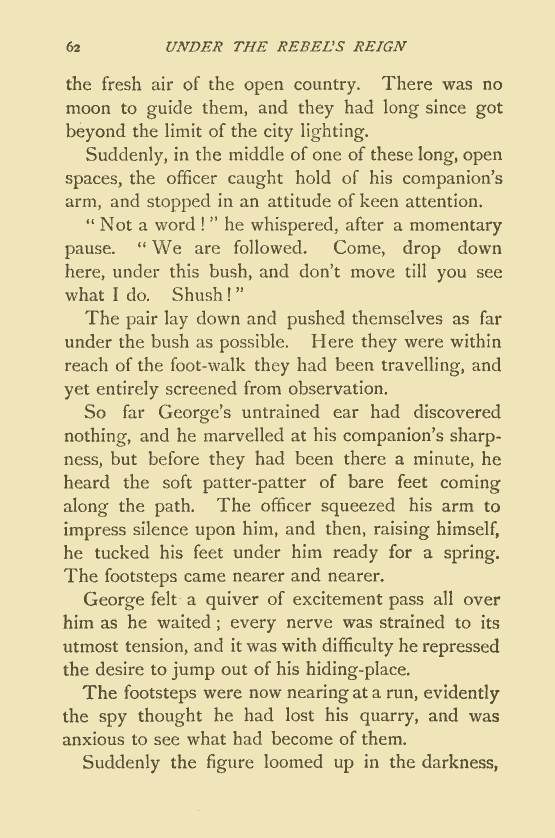 62 UNDER THE REBEL'S REIGN
the fresh air of the open country. There was no
moon to guide them, and they had long since got
beyond the limit of the city lighting.
Suddenly, in the middle of one of these long, open
spaces, the officer caught hold of his companion's
arm, and stopped in an attitude of keen attention.
" Not a word ! " he whispered, after a momentary
pause. " We are followed. Come, drop down
here, under this bush, and don't move till you see
what I do. Shush ! "
The pair lay down and pushed themselves as far
under the bush as possible. Here they were within
reach of the foot-walk they had been travelling, and
yet entirely screened from observation.
So far George's untrained ear had discovered
nothing, and he marvelled at his companion's sharp-
ness, but before they had been there a minute, he
heard the soft patter-patter of bare feet coming
along the path. The officer squeezed his arm to
impress silence upon him, and then, raising himself,
he tucked his feet under him ready for a spring.
The footsteps came nearer and nearer.
George felt a quiver of excitement pass all over
him as he waited ; every nerve was strained to its
utmost tension, and it was with difficulty he repressed
the desire to jump out of his hiding-place.
The footsteps were now nearing at a run, evidently
the spy thought he had lost his quarry, and was
anxious to see what had become of them.
Suddenly the figure loomed up in the darkness,